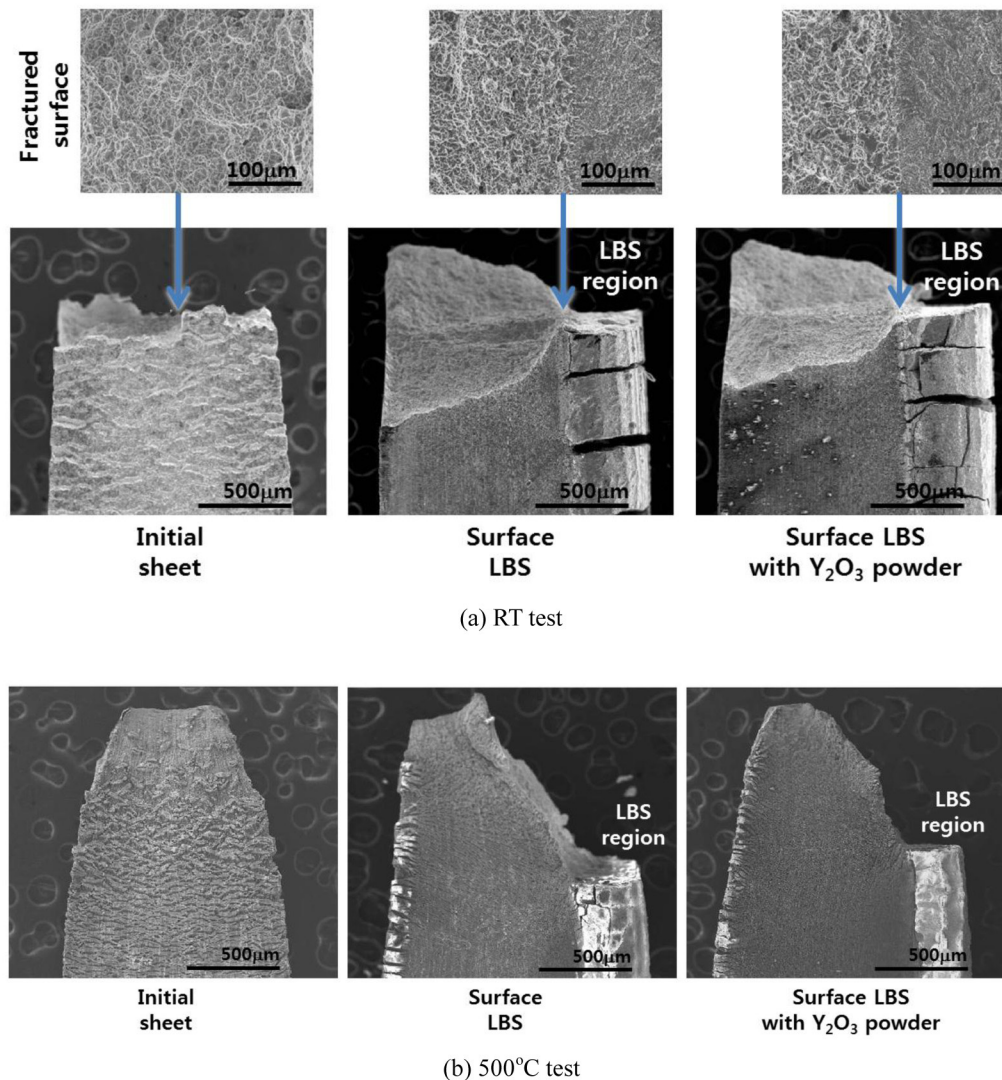 Fractured
surface
100μm
100μm
100μm
LBS
region
LBS
region
500μm
500μm
500μm
Initial
sheet
Surface
LBS
Surface LBS
with Y₂O₃ powder
(a) RT test
LBS
region
LBS
region
500μm
500μm
500μm
Initial
sheet
Surface
LBS
Surface LBS
with Y₂O₃ powder
(b) 500°C test